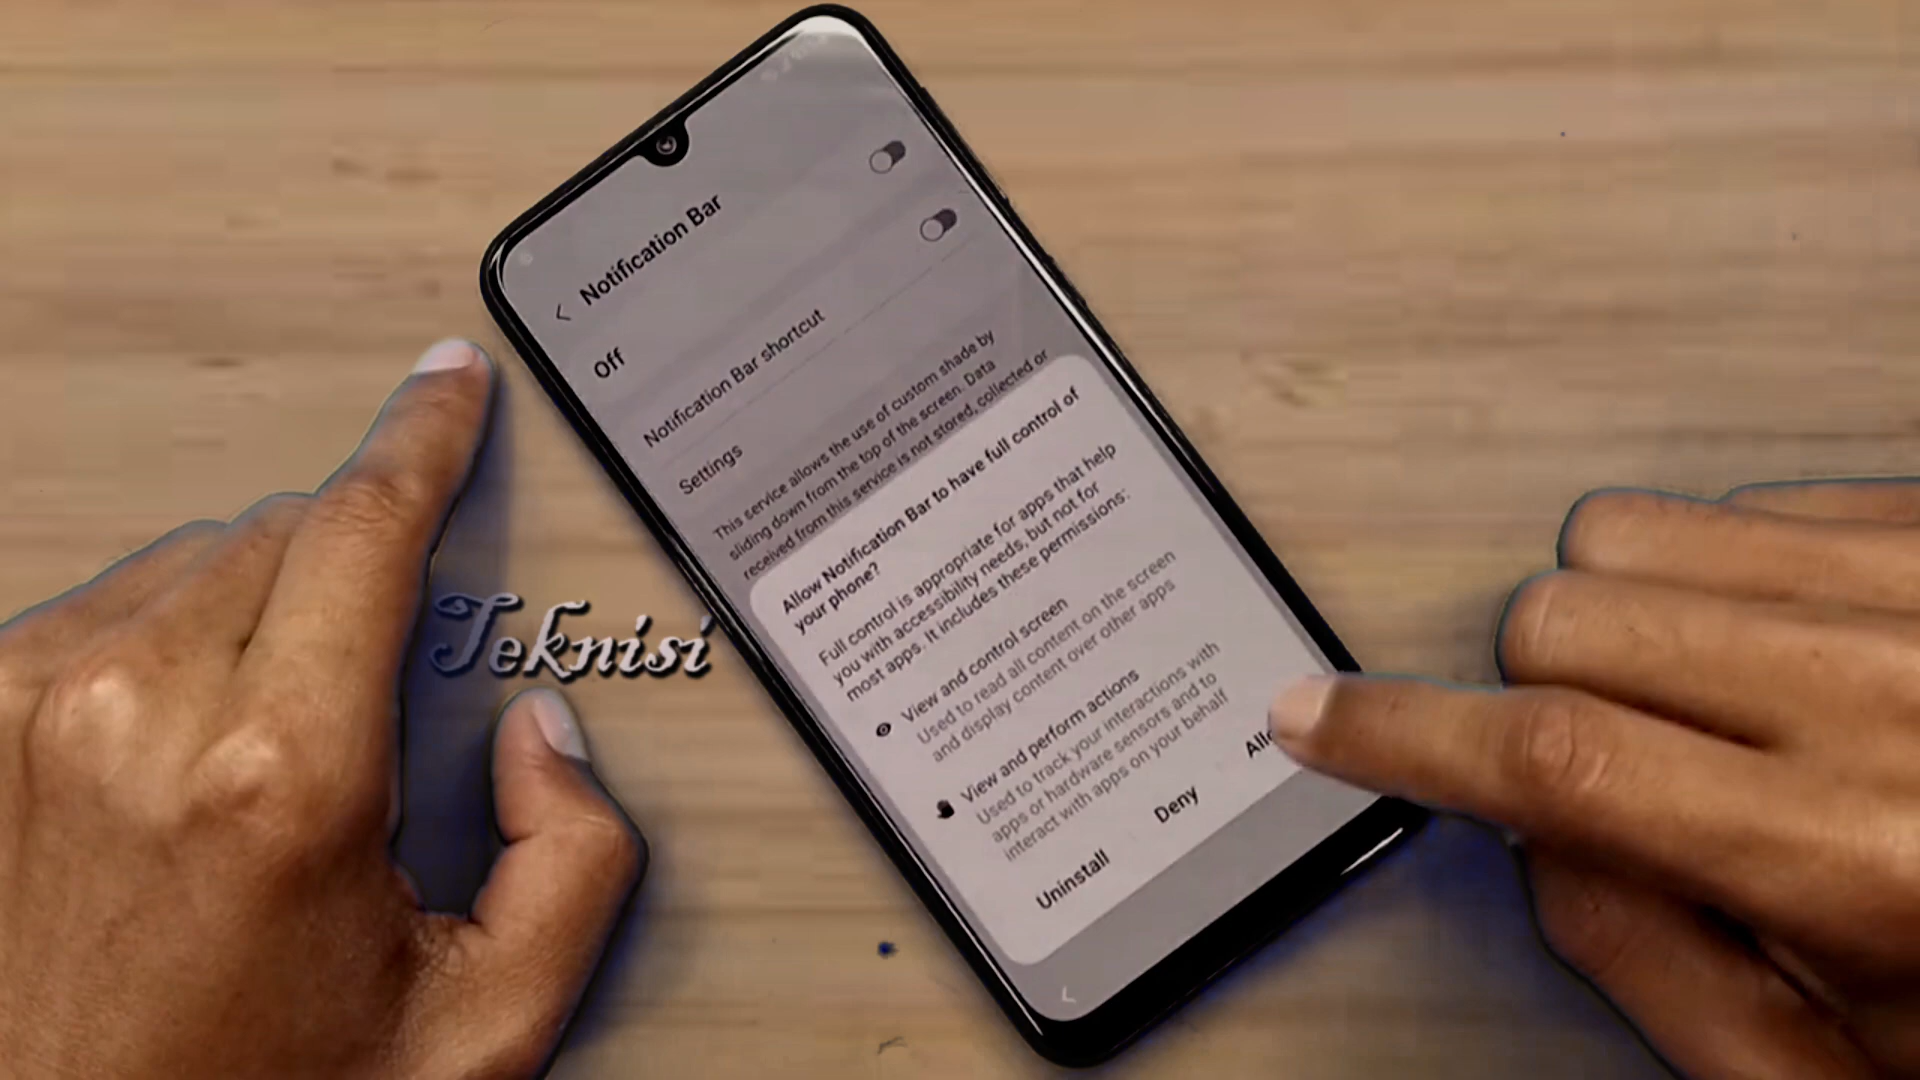 Notification Bar
Off
Notification Bar shortcut
Settings
This service allows the use of custom shade by
sliding down from the top of the screen. Data
received from this service is not stored, collected or
Allow Notification Bar to have full control of
your phone?
Full control is appropriate for apps that help
you with accessibility needs, but not for
most apps. It includes these permissions:
View and control screen
Used to read all content on the screen
and display content over other apps
View and perform actions
Used to track your interactions with
apps or hardware sensors and to
interact with apps on your behalf
Uninstall
Deny
Teknisi